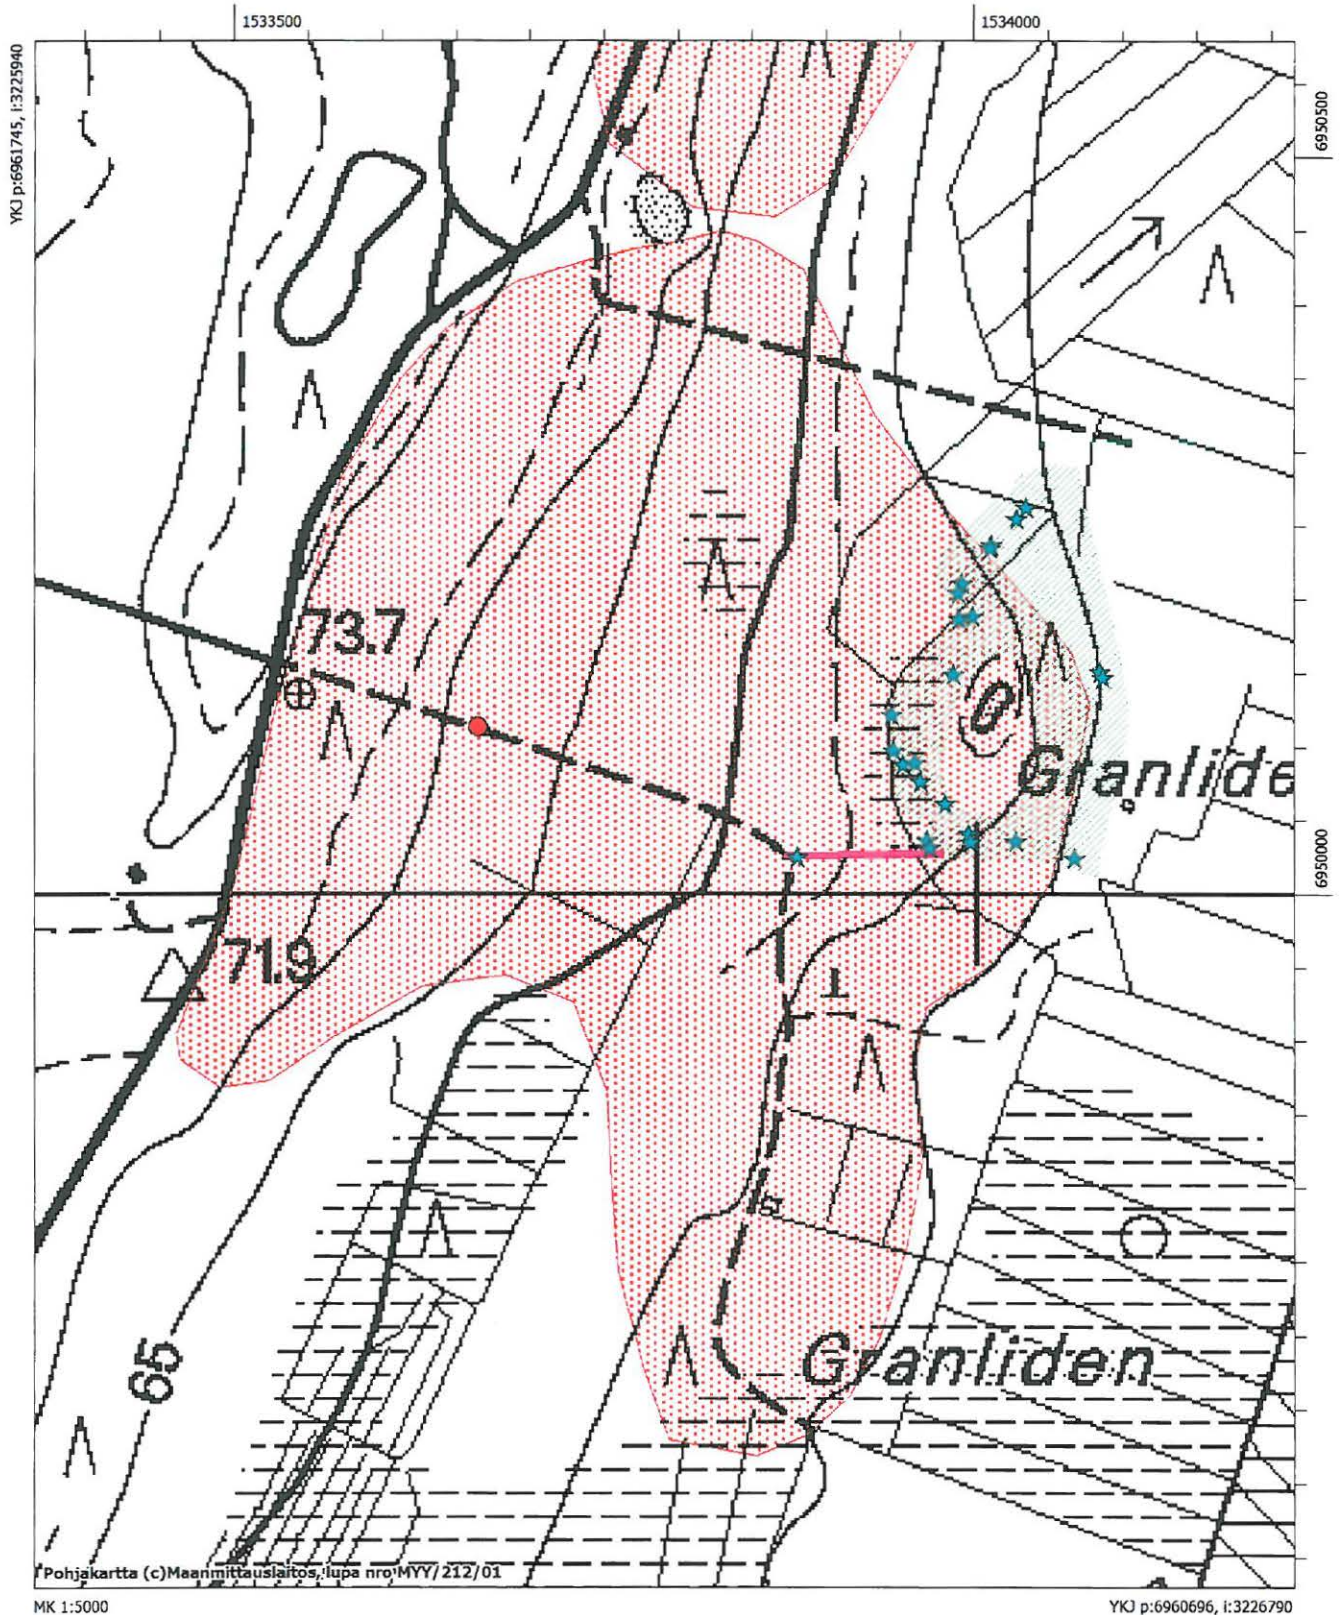 1533500
1534000
YKJ p:6961745, i:3225940
6950500
73.7
Granlide
6950000
71.9
Granliden
65
Pohjakartta (c)Maanmittauslaitos, lupa nro MYY/212/01
MK 1:5000
YKJ p:6960696, i:3226790